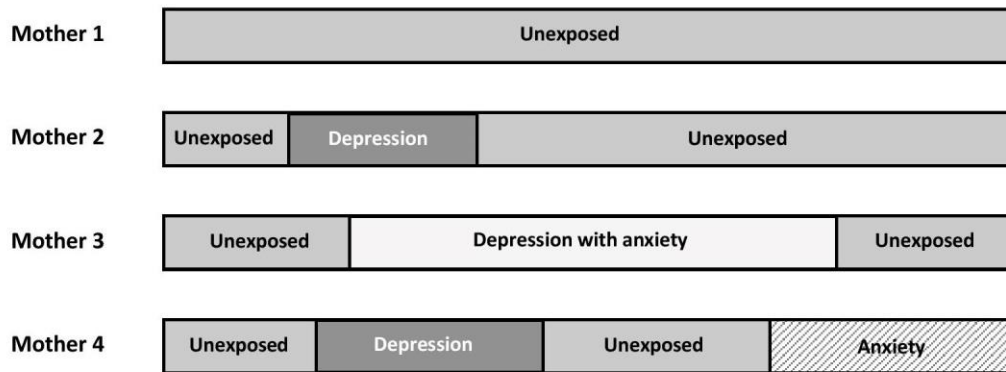 Mother 1 Unexposed
Mother 2 Unexposed Depression Unexposed
Mother 3 Unexposed Depression with anxiety Unexposed
Mother 4 Unexposed Depression Unexposed Anxiety